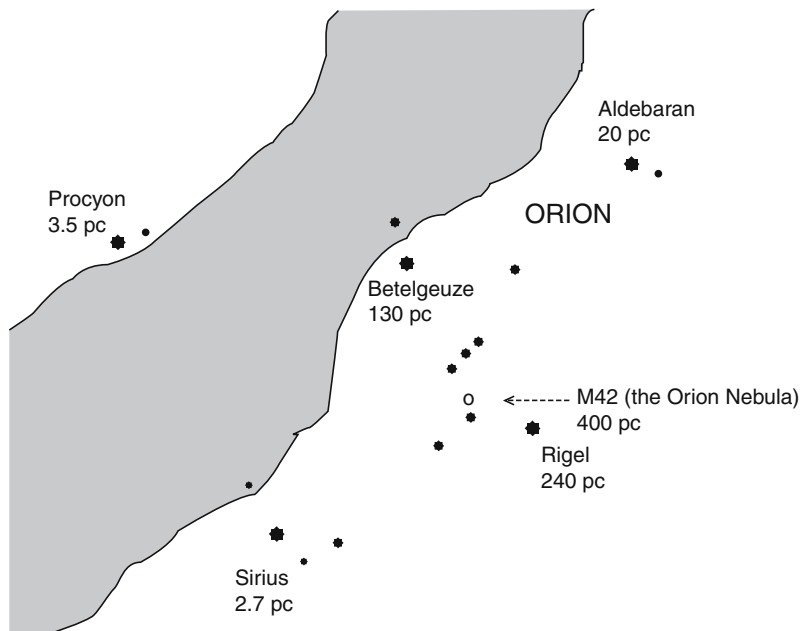 Aldebaran
20 pc
Procyon
3.5 pc
ORION
Betelgeuze
130 pc
M42 (the Orion Nebula)
400 pc
Rigel
240 pc
Sirius
2.7 pc